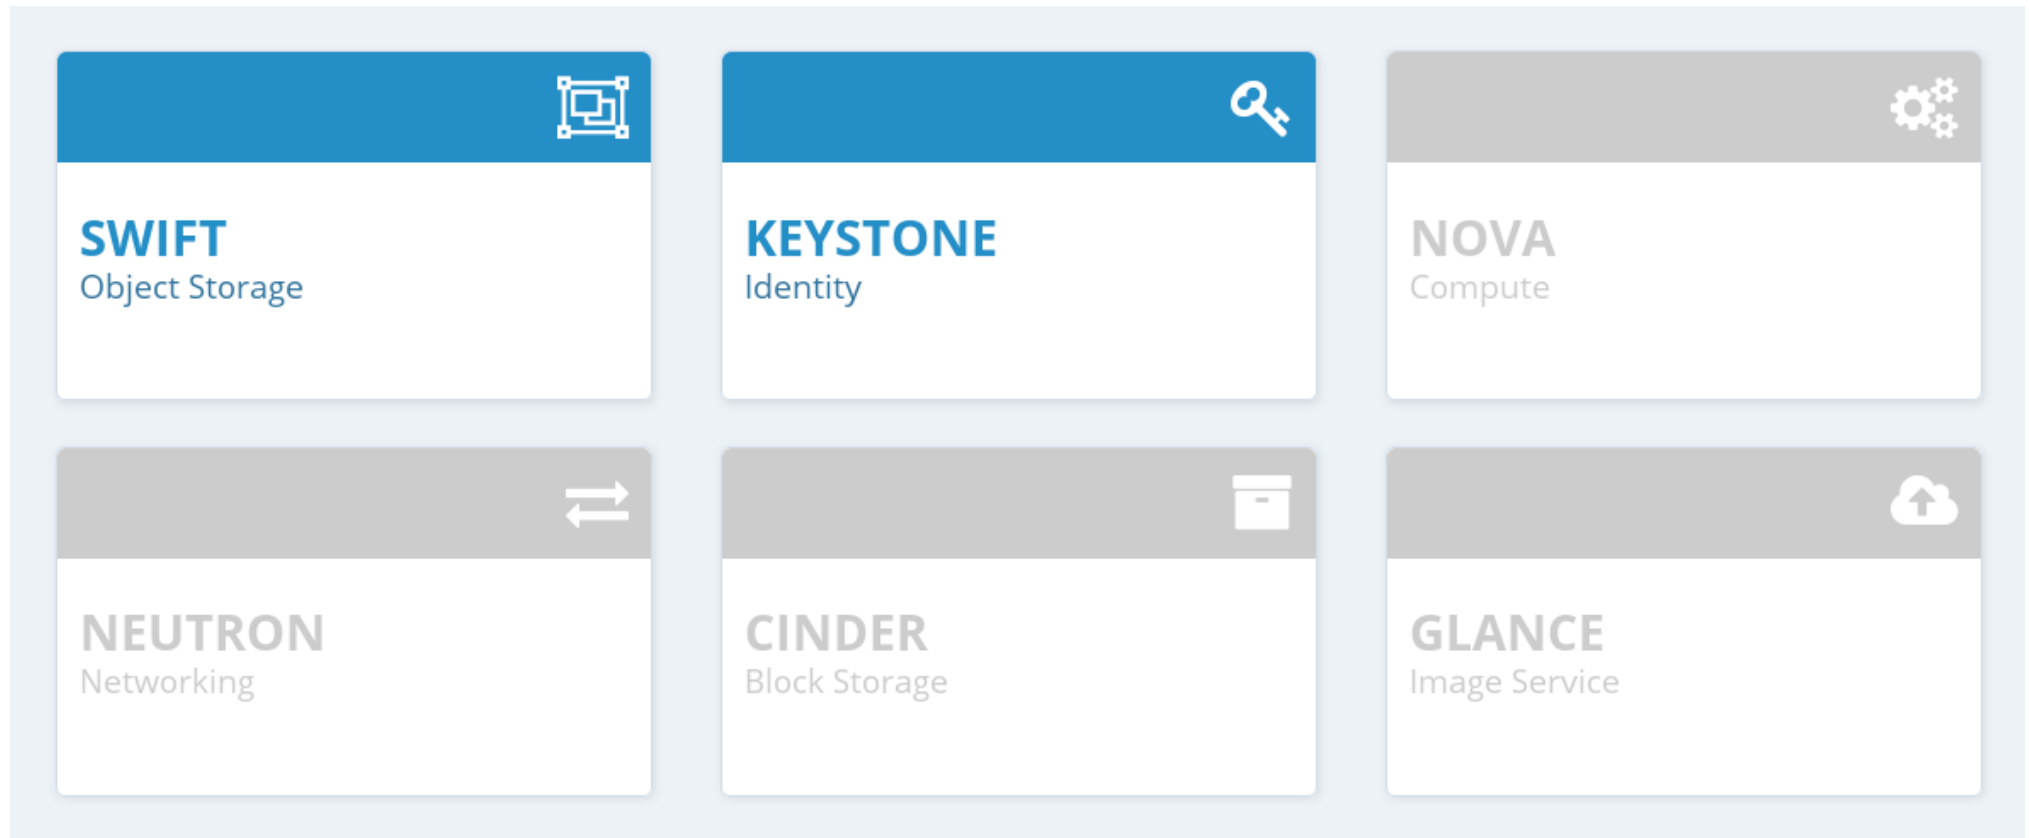 SWIFT
Object Storage
KEYSTONE
Identity
NOVA
Compute
NEUTRON
Networking
CINDER
Block Storage
GLANCE
Image Service